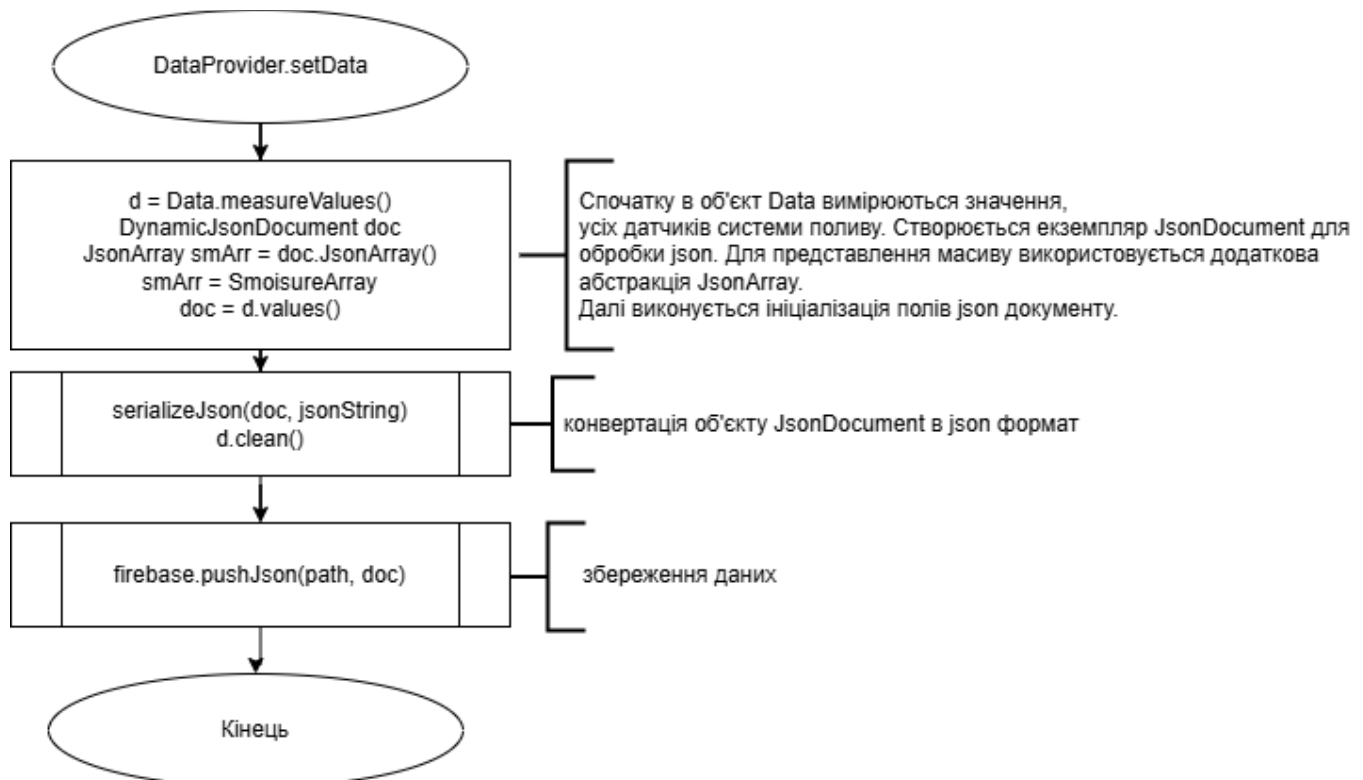 DataProvider.setData
d = Data.measureValues()
DynamicJsonDocument doc
JsonArray smArr = doc.JsonArray()
smArr = SmoisureArray
doc = d.values()
Спочатку в об'єкт Data вимірюються значення,
усіх датчиків системи поливу. Створюється екземпляр JsonDocument для
обробки json. Для представлення масиву використовується додаткова
абстракція JsonArray.
Далі виконується ініціалізація полів json документу.
serializeJson(doc, jsonString)
d.clean()
конвертація об'єкту JsonDocument в json формат
firebase.pushJson(path, doc)
збереження даних
Кінець